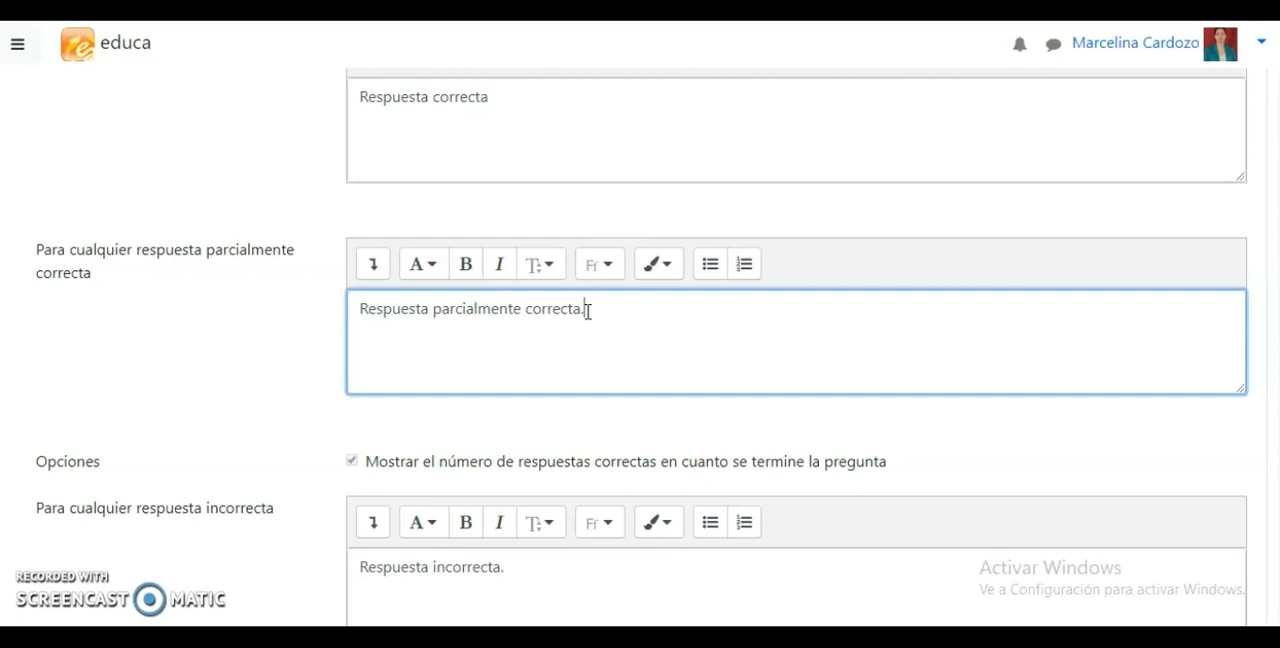 educa
Marcelina Cardozo
Respuesta correcta
Para cualquier respuesta parcialmente
correcta
A B I T Ff
Respuesta parcialmente correcta.
Opciones
Mostrar el número de respuestas correctas en cuanto se termine la pregunta
Para cualquier respuesta incorrecta
A B I T Ff
Respuesta incorrecta.
Activar Windows
Ve a Configuración para activar Windows.
RECORDED WITH
SCREENCAST MATIC